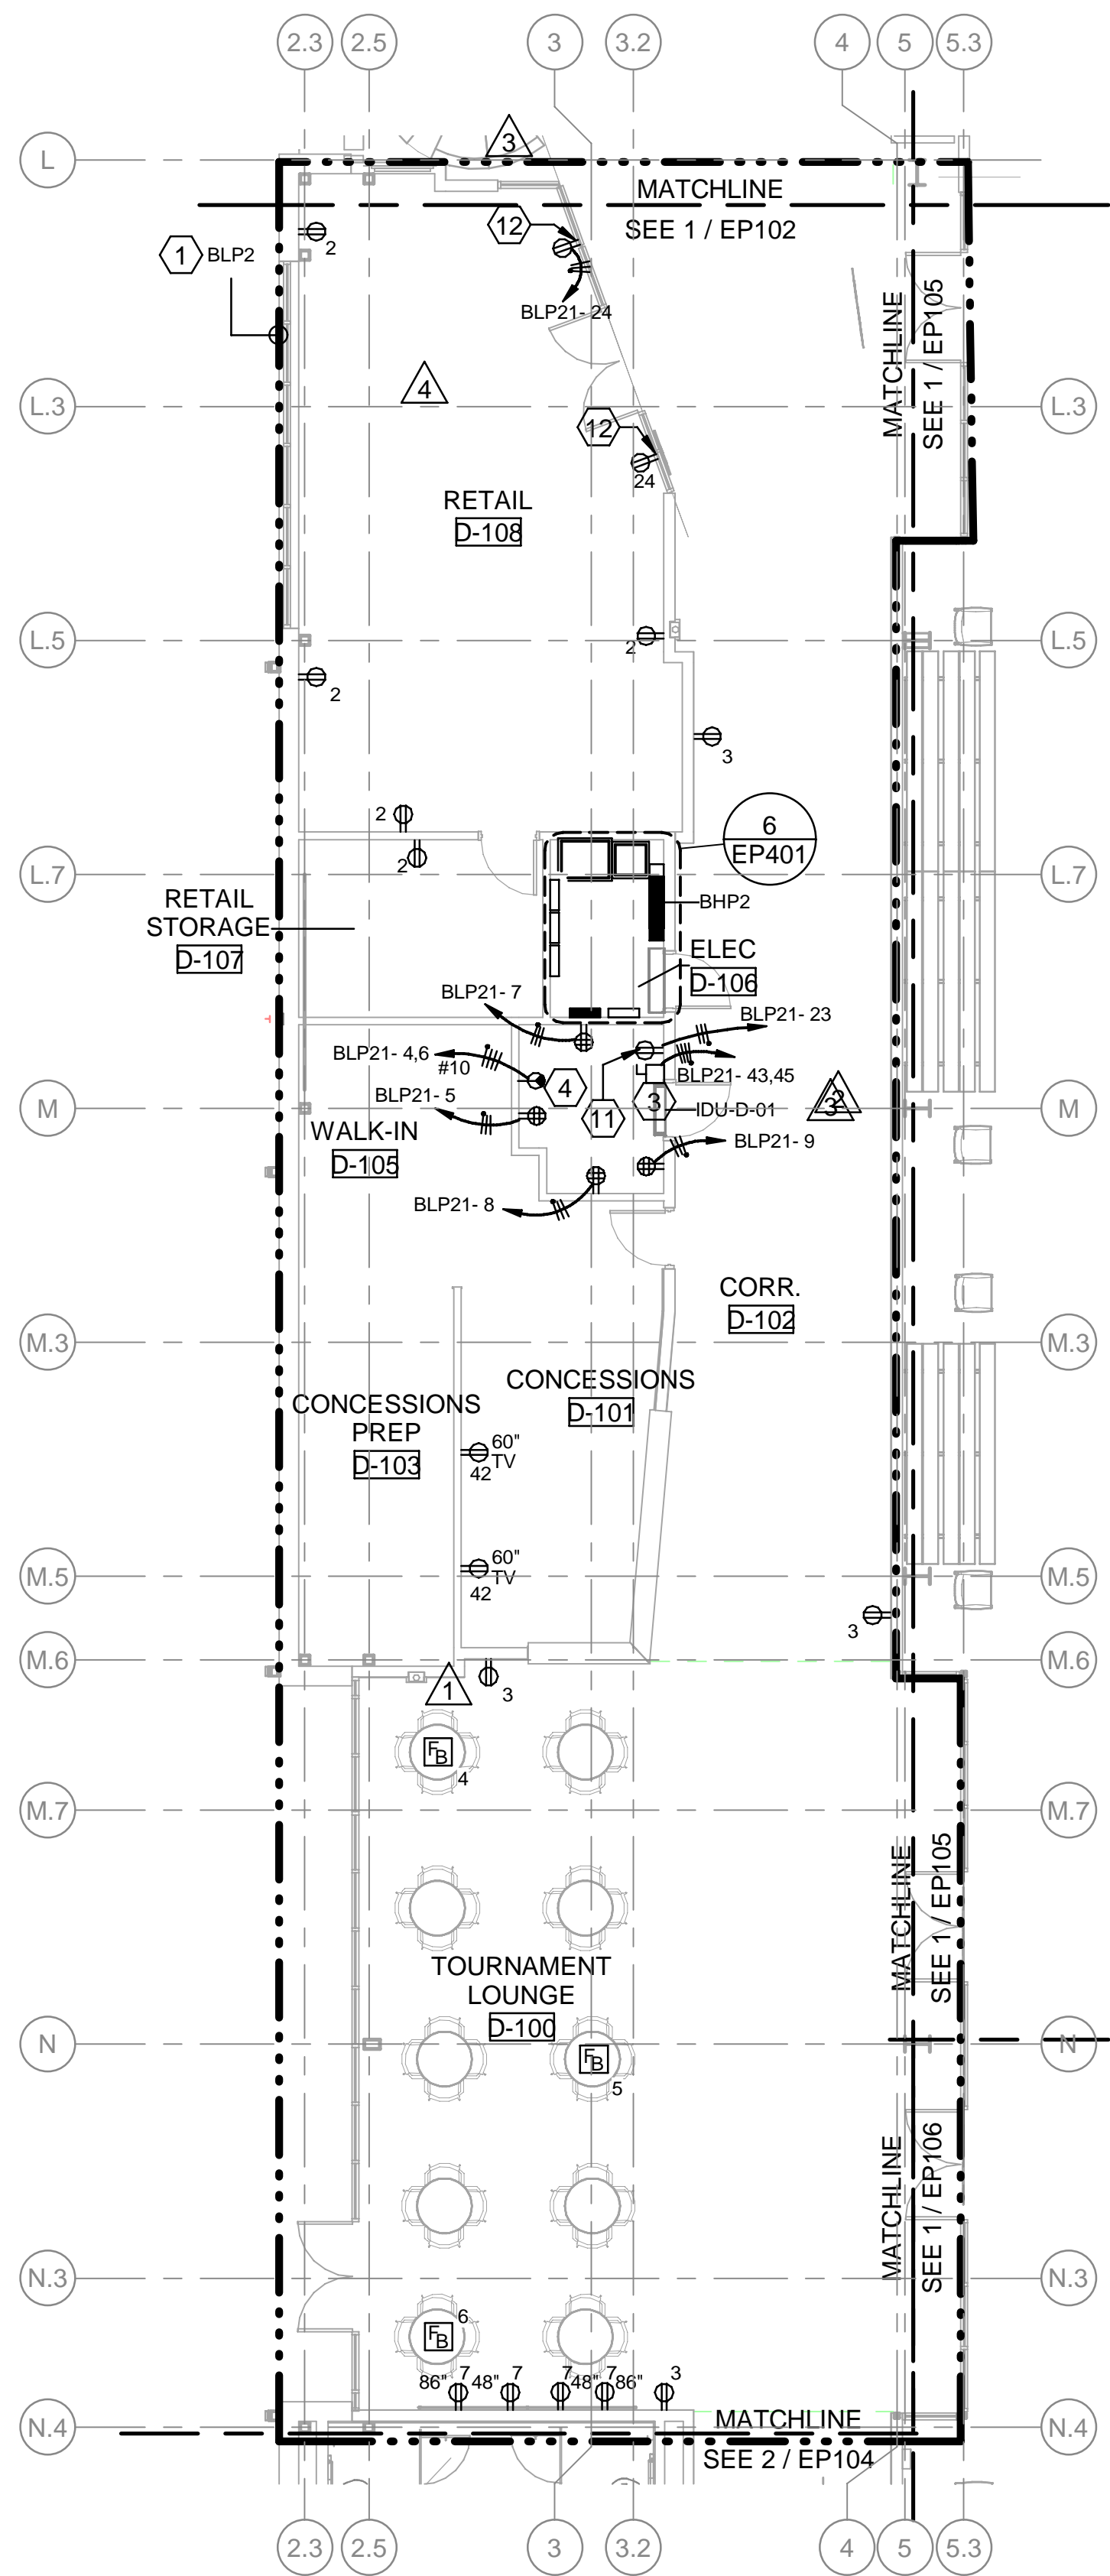 2.3 2.5 3 3.2 4 5 5.3
L
3
MATCHLINE
SEE 1 / EP102
12
2
1 BLP2
BLP21- 24
MATCHLINE
SEE 1 / EP105
4
L.3 L.3
12
24
RETAIL
D-108
L.5 L.5
2
2
3
2
2
6
EP401
L.7 L.7
RETAIL
STORAGE
D-107
BHP2
ELEC
D-106
BLP21- 7
BLP21- 23
BLP21- 4,6
#10
BLP21- 43,45
4
BLP21- 5
11
3
IDU-D-01
3
M M
WALK-IN
D-105
BLP21- 9
BLP21- 8
CORR.
D-102
M.3 M.3
CONCESSIONS
D-101
CONCESSIONS
PREP
D-103
60"
TV
42
60"
TV
42
M.5 M.5
3
M.6 M.6
1
3
FB
4
M.7 M.7
MATCHLINE
SEE 1 / EP105
TOURNAMENT
LOUNGE
D-100
N N
FB
5
MATCHLINE
SEE 1 / EP106
N.3 N.3
FB
6
86" 7 48" 7 7 48" 7 86" 3
N.4 N.4
MATCHLINE
SEE 2 / EP104
2.3 2.5 3 3.2 4 5 5.3